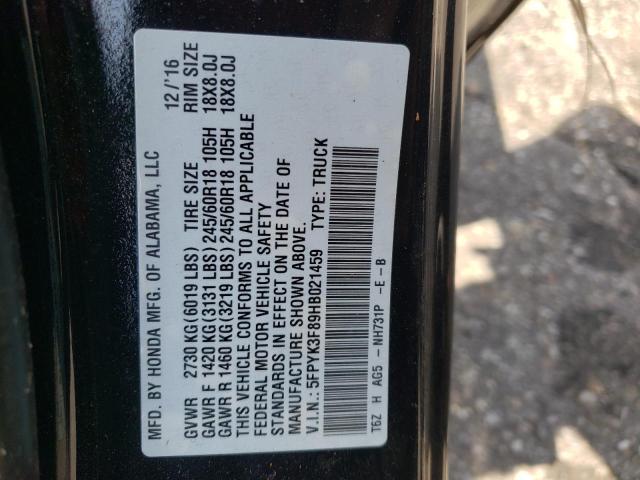 MFD. BY HONDA MFG. OF ALABAMA, LLC 12/'16
GVWR 2730 KG(6019 LBS) TIRE SIZE RIM SIZE
GAWR F 1420 KG(3131 LBS) 245/60R18 105H 18X8.0J
GAWR R 1460 KG(3219 LBS) 245/60R18 105H 18X8.0J
THIS VEHICLE CONFORMS TO ALL APPLICABLE
FEDERAL MOTOR VEHICLE SAFETY
STANDARDS IN EFFECT ON THE DATE OF
MANUFACTURE SHOWN ABOVE.
V.I.N.: 5FPYK3F89HB021459 TYPE: TRUCK
T6Z H AG5 - NH731P -E -B